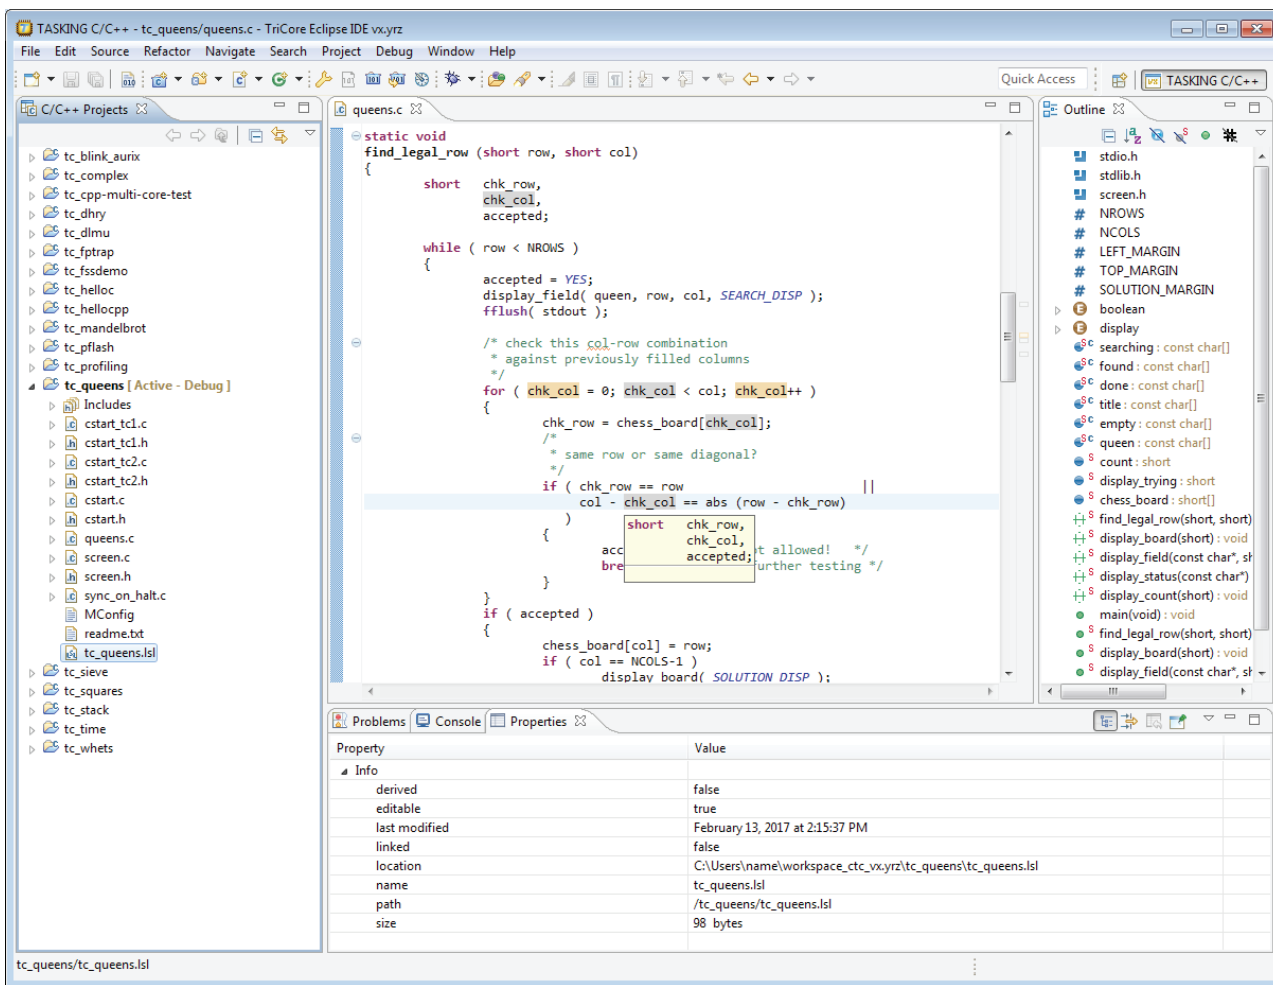 TASKING C/C++ - tc_queens/queens.c - TriCore Eclipse IDE vx.yrz
File Edit Source Refactor Navigate Search Project Debug Window Help
Quick Access
TASKING C/C++
C/C++ Projects
tc_blink_aurix
tc_complex
tc_cpp-multi-core-test
tc_dhry
tc_dlmu
tc_fptrap
tc_fssdemo
tc_helloc
tc_hellocpp
tc_mandelbrot
tc_pflash
tc_profiling
tc_queens [ Active - Debug ]
Includes
cstart_tc1.c
cstart_tc1.h
cstart_tc2.c
cstart_tc2.h
cstart.c
cstart.h
queens.c
screen.c
screen.h
sync_on_halt.c
MConfig
readme.txt
tc_queens.lsl
tc_sieve
tc_squares
tc_stack
tc_time
tc_whets
queens.c
static void
find_legal_row (short row, short col)
{
short chk_row,
chk_col,
accepted;
while ( row < NROWS )
{
accepted = YES;
display_field( queen, row, col, SEARCH_DISP );
fflush( stdout );
/* check this col-row combination
* against previously filled columns
*/
for ( chk_col = 0; chk_col < col; chk_col++ )
{
chk_row = chess_board[chk_col];
/*
* same row or same diagonal?
*/
if ( chk_row == row ||
col - chk_col == abs (row - chk_row)
)
{
acc t allowed! */
bre urther testing */
}
}
if ( accepted )
{
chess_board[col] = row;
if ( col == NCOLS-1 )
display_board( SOLUTION_DISP );
short chk_row,
chk_col,
accepted;
Outline
stdio.h
stdlib.h
screen.h
# NROWS
# NCOLS
# LEFT_MARGIN
# TOP_MARGIN
# SOLUTION_MARGIN
boolean
display
searching : const char[]
found : const char[]
done : const char[]
title : const char[]
empty : const char[]
queen : const char[]
count : short
display_trying : short
chess_board : short[]
find_legal_row(short, short)
display_board(short) : void
display_field(const char*, sh
display_status(const char*)
display_count(short) : void
main(void) : void
find_legal_row(short, short)
display_board(short) : void
display_field(const char*, sh
Problems Console Properties
Property Value
Info
derived false
editable true
last modified February 13, 2017 at 2:15:37 PM
linked false
location C:\Users\name\workspace_ctc_vx.yrz\tc_queens\tc_queens.lsl
name tc_queens.lsl
path /tc_queens/tc_queens.lsl
size 98 bytes
tc_queens/tc_queens.lsl